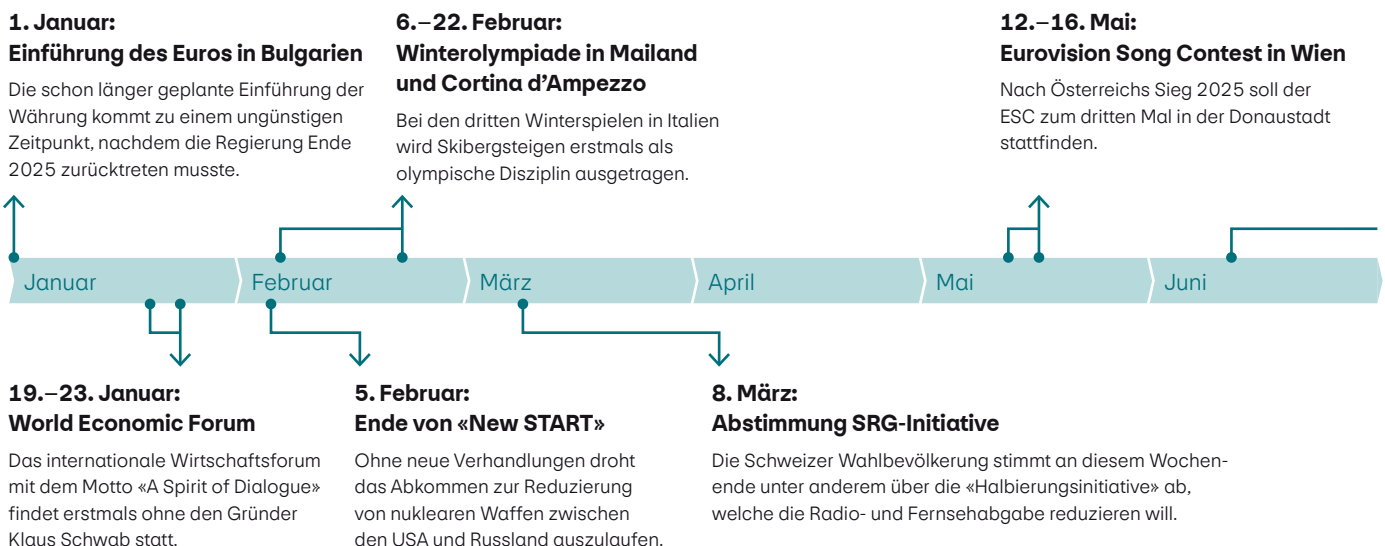 1. Januar:
Einführung des Euros in Bulgarien
Die schon länger geplante Einführung der
Währung kommt zu einem ungünstigen
Zeitpunkt, nachdem die Regierung Ende
2025 zurücktreten musste.
6.–22. Februar:
Winterolympiade in Mailand
und Cortina d’Ampezzo
Bei den dritten Winterspielen in Italien
wird Skibergsteigen erstmals als
olympische Disziplin ausgetragen.
12.–16. Mai:
Eurovision Song Contest in Wien
Nach Österreichs Sieg 2025 soll der
ESC zum dritten Mal in der Donaustadt
stattfinden.
Januar
Februar
März
April
Mai
Juni
19.–23. Januar:
World Economic Forum
Das internationale Wirtschaftsforum
mit dem Motto «A Spirit of Dialogue»
findet erstmals ohne den Gründer
Klaus Schwab statt.
5. Februar:
Ende von «New START»
Ohne neue Verhandlungen droht
das Abkommen zur Reduzierung
von nuklearen Waffen zwischen
den USA und Russland auszulaufen.
8. März:
Abstimmung SRG-Initiative
Die Schweizer Wahlbevölkerung stimmt an diesem Wochen-
ende unter anderem über die «Halbierungsinitiative» ab,
welche die Radio- und Fernsehabgabe reduzieren will.